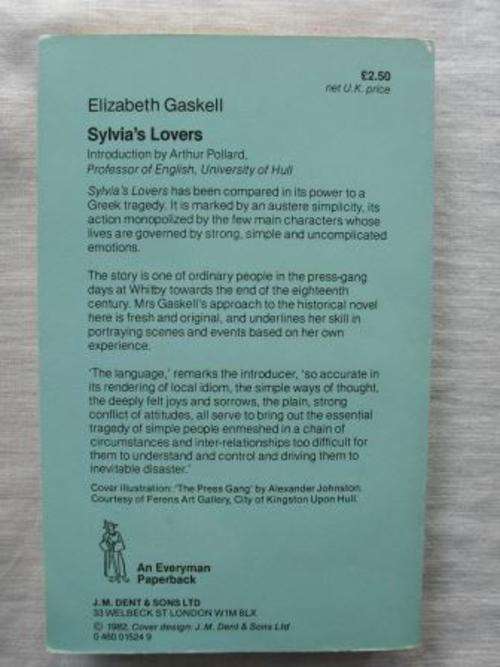 £2.50
net U.K. price
Elizabeth Gaskell
Sylvia's Lovers
Introduction by Arthur Pollard,
Professor of English, University of Hull
Sylvia's Lovers has been compared in its power to a
Greek tragedy. It is marked by an austere simplicity, its
action monopolized by the few main characters whose
lives are governed by strong, simple and uncomplicated
emotions.
The story is one of ordinary people in the press-gang
days at Whitby towards the end of the eighteenth
century. Mrs Gaskell's approach to the historical novel
here is fresh and original, and underlines her skill in
portraying scenes and events based on her own
experience.
'The language,' remarks the introducer, 'so accurate in
its rendering of local idiom, the simple ways of thought,
the deeply felt joys and sorrows, the plain, strong
conflict of attitudes, all serve to bring out the essential
tragedy of simple people enmeshed in a chain of
circumstances and inter-relationships too difficult for
them to understand and control and driving them to
inevitable disaster.'
Cover illustration: 'The Press Gang' by Alexander Johnston.
Courtesy of Ferens Art Gallery, City of Kingston Upon Hull.
An Everyman
Paperback
J. M. DENT & SONS LTD
33 WELBECK ST LONDON W1M 8LX
© 1982, Cover design: J. M. Dent & Sons Ltd
0 460 01524 9